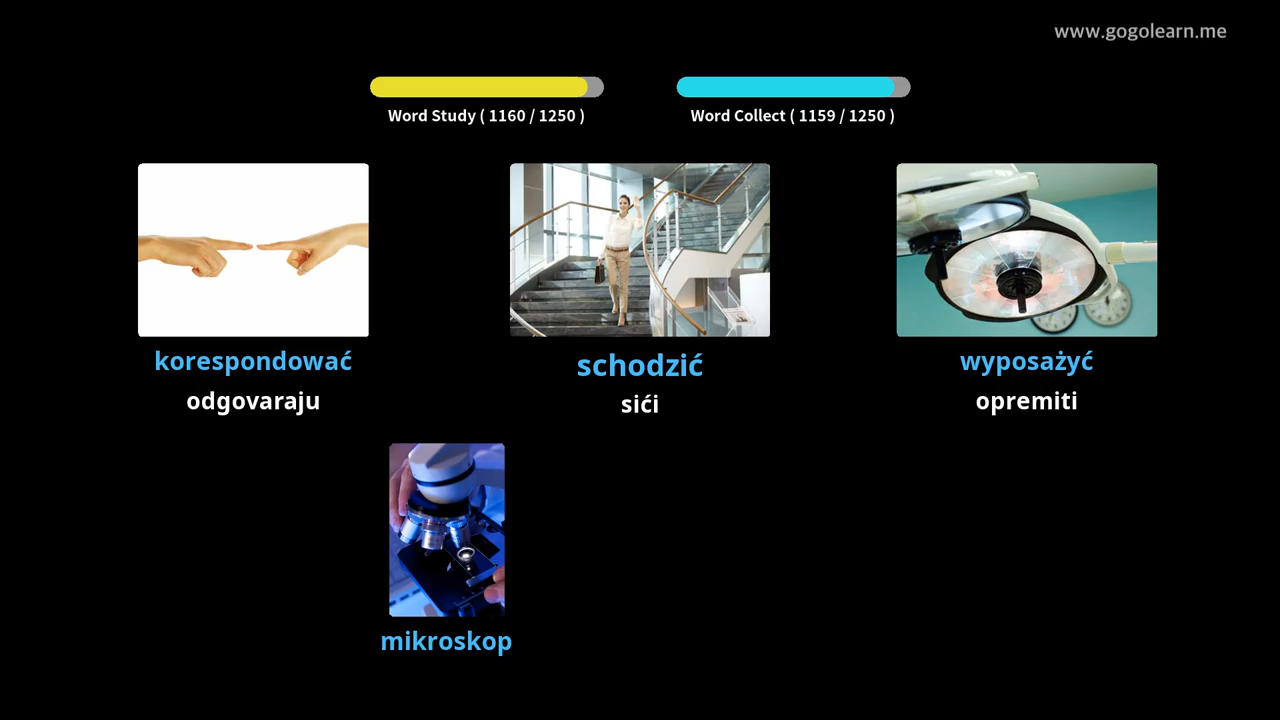 www.gogolearn.me
Word Study ( 1160 / 1250 )
Word Collect ( 1159 / 1250 )
korespondować
schodzić
wyposażyć
odgovaraju
sići
opremiti
mikroskop